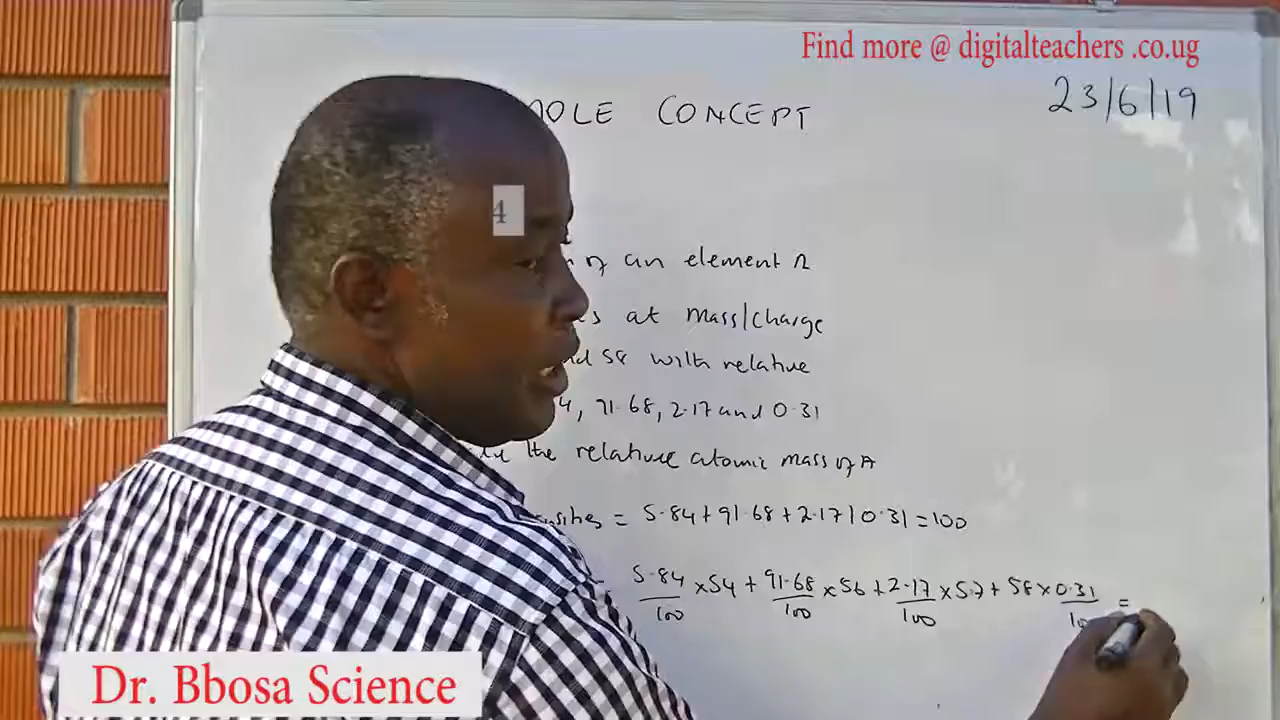 Find more @ digitalteachers .co.ug
23/6/19
MOLE CONCEPT
4
of an element A
at mass/charge
58 with relative
4, 91.68, 2.17 and 0.31
the relative atomic mass of A
= 5.84 + 91.68 + 2.17 + 0.31 = 100
= 5.84/100 × 54 + 91.68/100 × 56 + 2.17/100 × 57 + 58 × 0.31/10 =
Dr. Bbosa Science